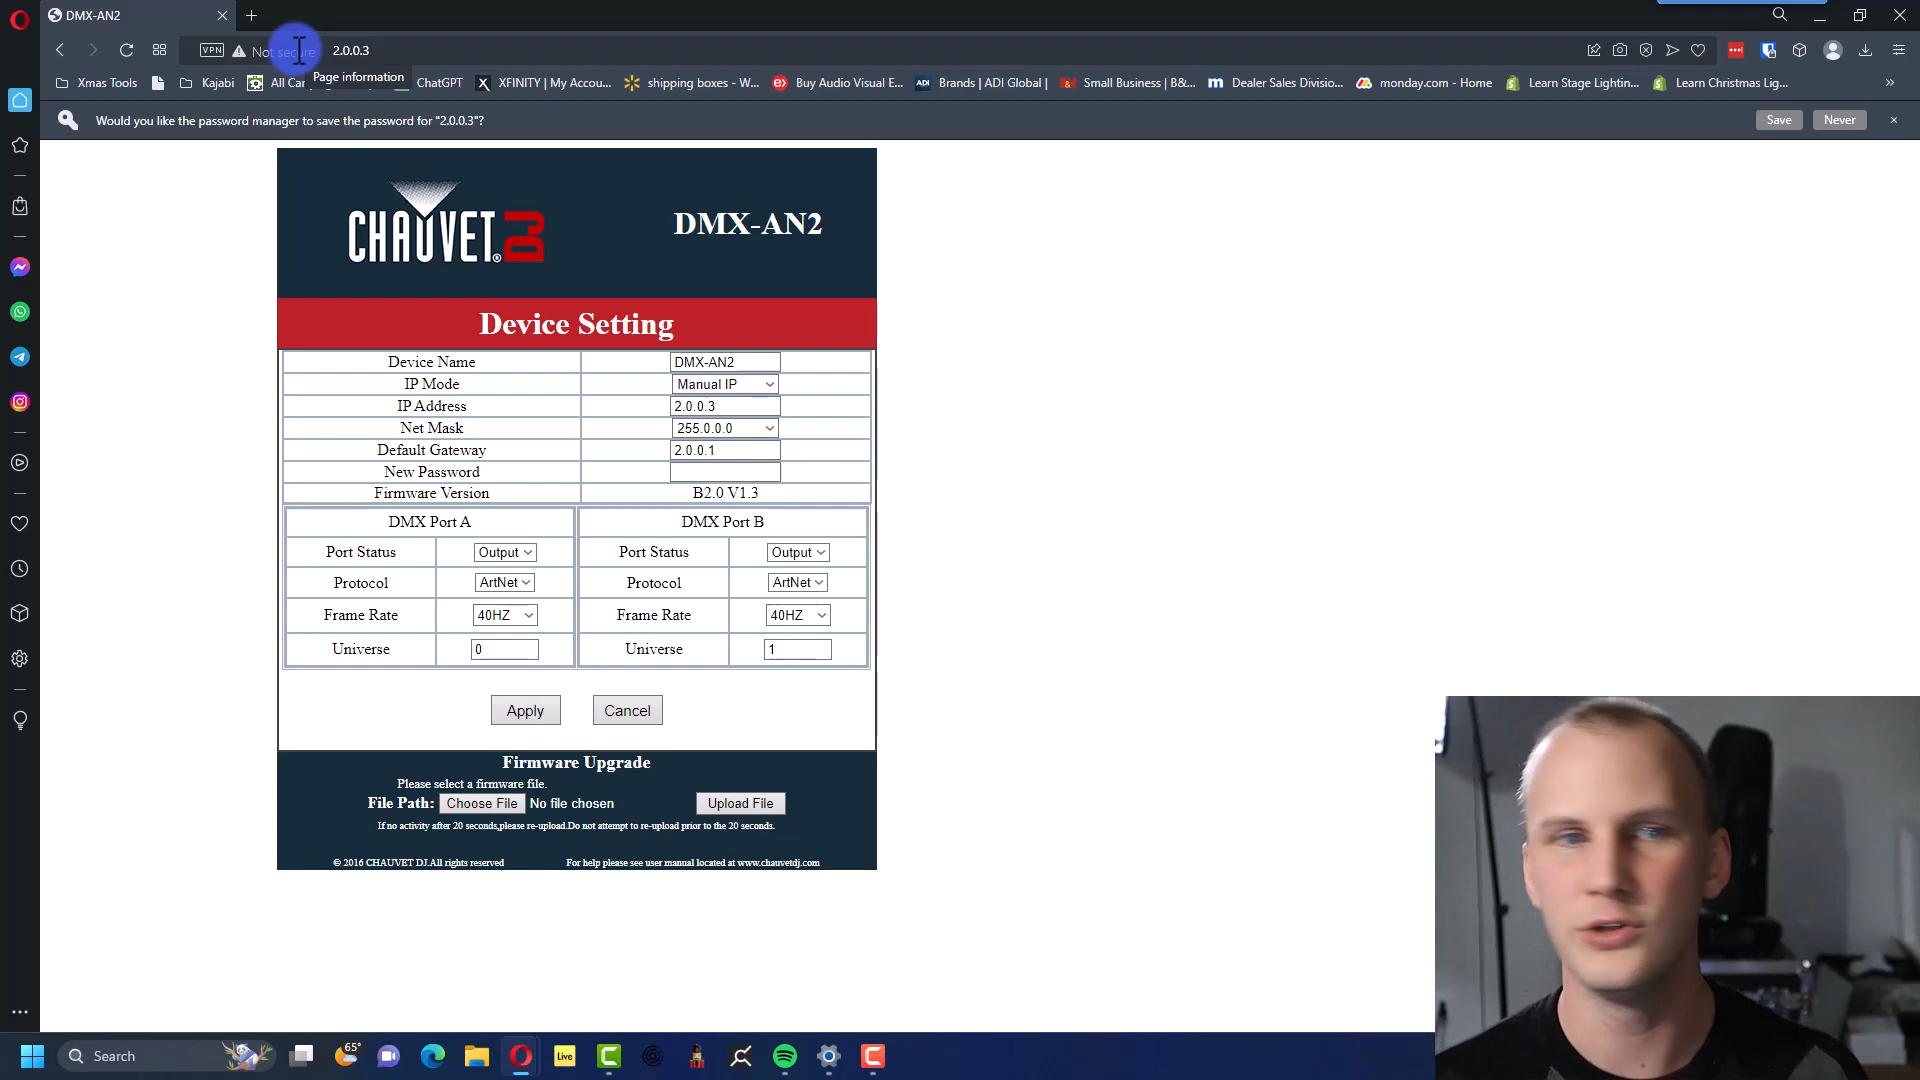 DMX-AN2
VPN Not secure 2.0.0.3
Page information
Xmas Tools Kajabi All Ca ChatGPT XFINITY | My Accou... shipping boxes - W... Buy Audio Visual E... Brands | ADI Global | Small Business | B&... Dealer Sales Divisio... monday.com - Home Learn Stage Lightin... Learn Christmas Lig...
Would you like the password manager to save the password for "2.0.0.3"? Save Never
CHAUVET® DJ DMX-AN2
Device Setting
Device Name DMX-AN2
IP Mode Manual IP
IP Address 2.0.0.3
Net Mask 255.0.0.0
Default Gateway 2.0.0.1
New Password
Firmware Version B2.0 V1.3
DMX Port A DMX Port B
Port Status Output Port Status Output
Protocol ArtNet Protocol ArtNet
Frame Rate 40HZ Frame Rate 40HZ
Universe 0 Universe 1
Apply Cancel
Firmware Upgrade
Please select a firmware file.
File Path: Choose File No file chosen Upload File
If no activity after 20 seconds,please re-upload.Do not attempt to re-upload prior to the 20 seconds.
© 2016 CHAUVET DJ.All rights reserved For help please see user manual located at www.chauvetdj.com
Search 65° Live